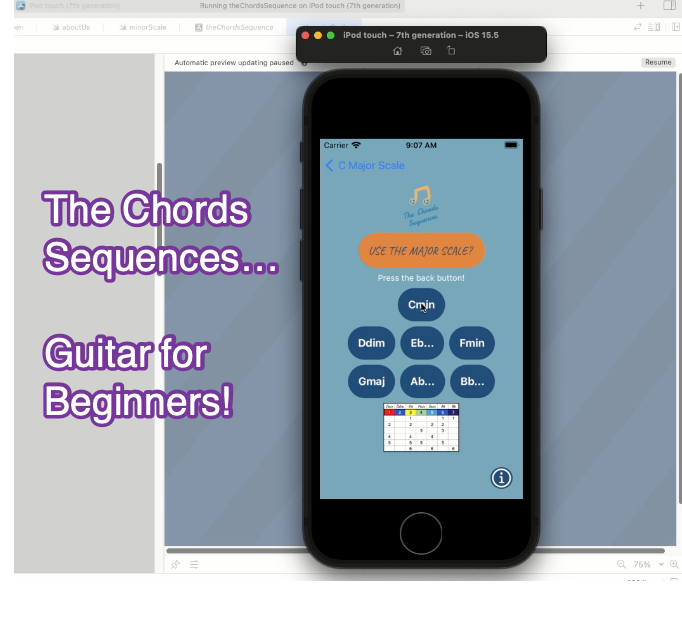 iPod touch (7th generation)
Running theChordsSequence on iPod touch (7th generation)
aboutUs
minorScale
theChordsSequence
iPod touch – 7th generation – iOS 15.5
Automatic preview updating paused
Resume
Carrier
9:07 AM
C Major Scale
The Chords
Sequences
USE THE MAJOR SCALE?
Press the back button!
Cmin
Ddim Eb... Fmin
Gmaj Ab... Bb...
The Chords
Sequences...
Guitar for
Beginners!
75%